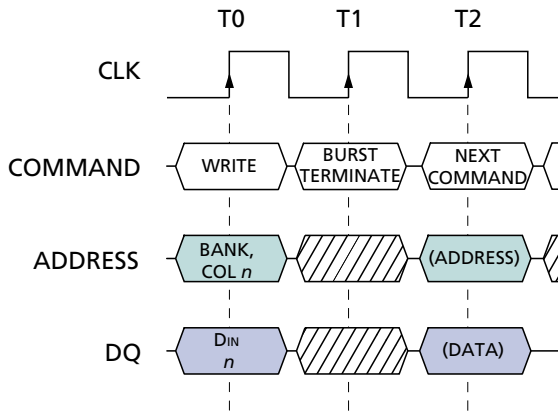 T0 T1 T2
CLK
COMMAND
WRITE
BURST
TERMINATE
NEXT
COMMAND
ADDRESS
BANK,
COL n
(ADDRESS)
DQ
DIN
n
(DATA)